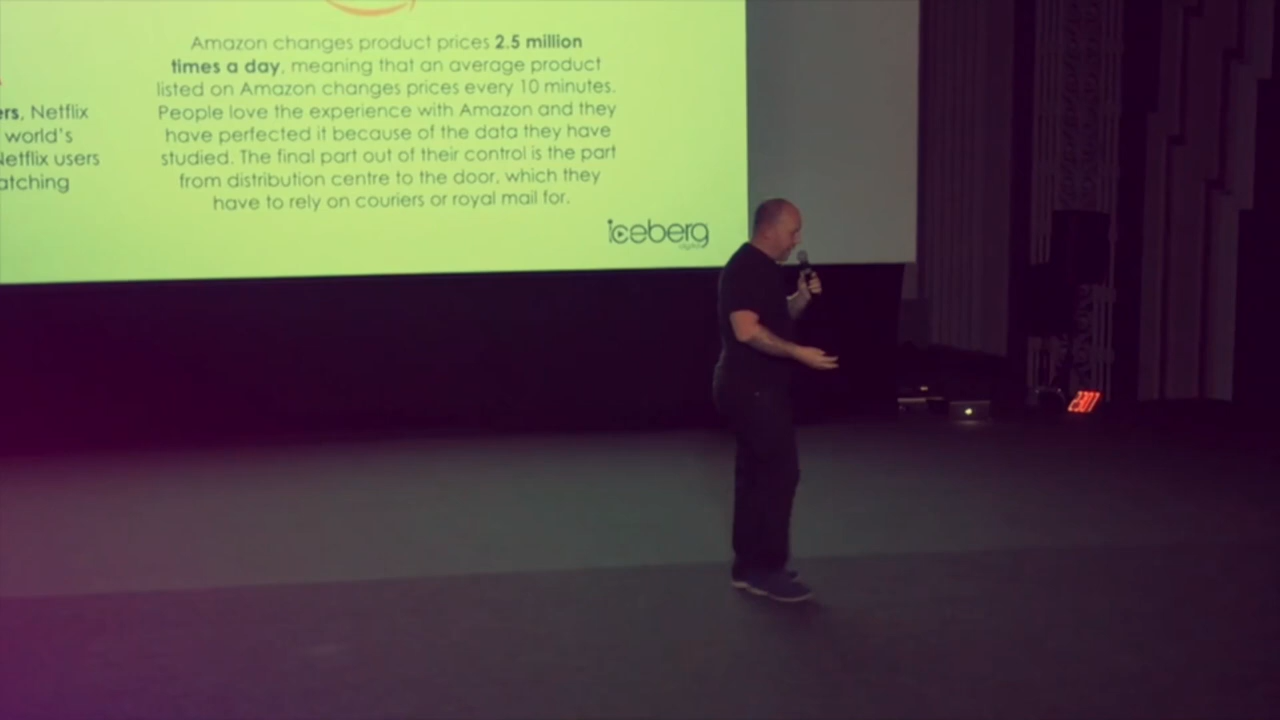 ers, Netflix
world's
Netflix users
atching
Amazon changes product prices 2.5 million
times a day, meaning that an average product
listed on Amazon changes prices every 10 minutes.
People love the experience with Amazon and they
have perfected it because of the data they have
studied. The final part out of their control is the part
from distribution centre to the door, which they
have to rely on couriers or royal mail for.
iceberg
digital